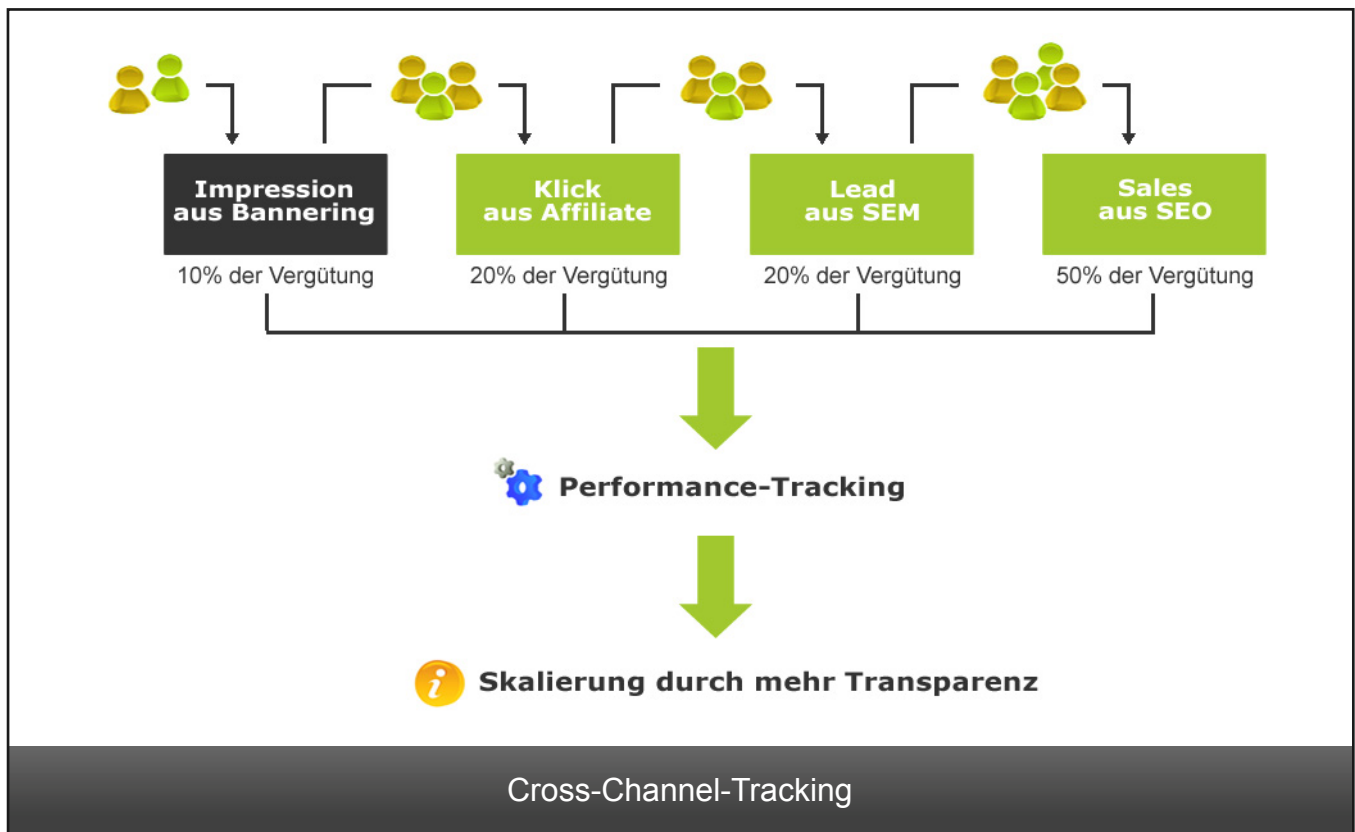 Impression
aus Bannering
Klick
aus Affiliate
Lead
aus SEM
Sales
aus SEO
10% der Vergütung
20% der Vergütung
20% der Vergütung
50% der Vergütung
Performance-Tracking
i Skalierung durch mehr Transparenz
Cross-Channel-Tracking